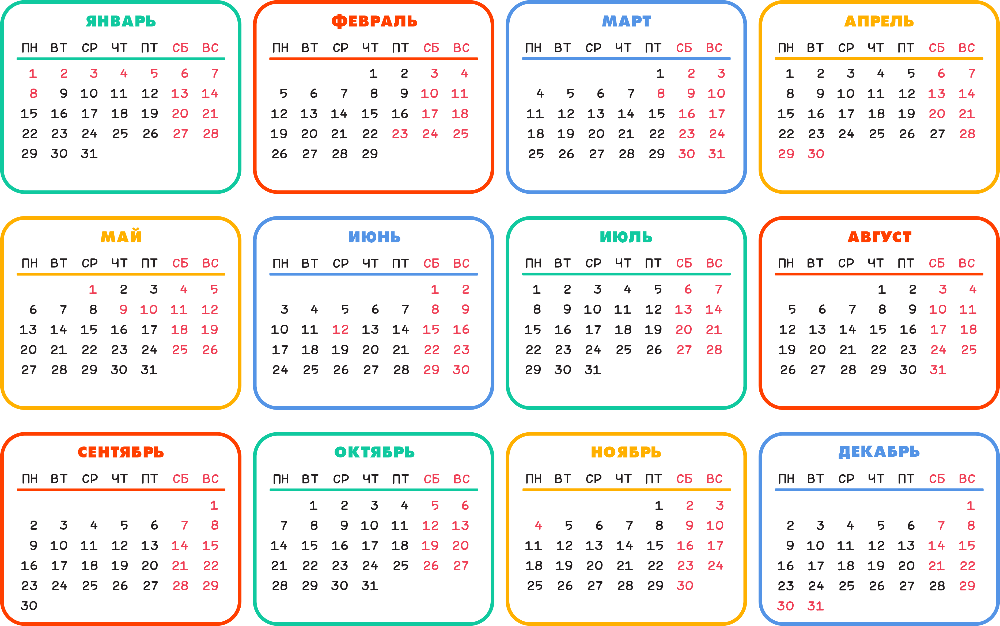 ЯНВАРЬ
ПН ВТ СР ЧТ ПТ СБ ВС
1 2 3 4 5 6 7
8 9 10 11 12 13 14
15 16 17 18 19 20 21
22 23 24 25 26 27 28
29 30 31
ФЕВРАЛЬ
ПН ВТ СР ЧТ ПТ СБ ВС
1 2 3 4
5 6 7 8 9 10 11
12 13 14 15 16 17 18
19 20 21 22 23 24 25
26 27 28 29
МАРТ
ПН ВТ СР ЧТ ПТ СБ ВС
1 2 3
4 5 6 7 8 9 10
11 12 13 14 15 16 17
18 19 20 21 22 23 24
25 26 27 28 29 30 31
АПРЕЛЬ
ПН ВТ СР ЧТ ПТ СБ ВС
1 2 3 4 5 6 7
8 9 10 11 12 13 14
15 16 17 18 19 20 21
22 23 24 25 26 27 28
29 30
МАЙ
ПН ВТ СР ЧТ ПТ СБ ВС
1 2 3 4 5
6 7 8 9 10 11 12
13 14 15 16 17 18 19
20 21 22 23 24 25 26
27 28 29 30 31
ИЮНЬ
ПН ВТ СР ЧТ ПТ СБ ВС
1 2
3 4 5 6 7 8 9
10 11 12 13 14 15 16
17 18 19 20 21 22 23
24 25 26 27 28 29 30
ИЮЛЬ
ПН ВТ СР ЧТ ПТ СБ ВС
1 2 3 4 5 6 7
8 9 10 11 12 13 14
15 16 17 18 19 20 21
22 23 24 25 26 27 28
29 30 31
АВГУСТ
ПН ВТ СР ЧТ ПТ СБ ВС
1 2 3 4
5 6 7 8 9 10 11
12 13 14 15 16 17 18
19 20 21 22 23 24 25
26 27 28 29 30 31
СЕНТЯБРЬ
ПН ВТ СР ЧТ ПТ СБ ВС
1
2 3 4 5 6 7 8
9 10 11 12 13 14 15
16 17 18 19 20 21 22
23 24 25 26 27 28 29
30
ОКТЯБРЬ
ПН ВТ СР ЧТ ПТ СБ ВС
1 2 3 4 5 6
7 8 9 10 11 12 13
14 15 16 17 18 19 20
21 22 23 24 25 26 27
28 29 30 31
НОЯБРЬ
ПН ВТ СР ЧТ ПТ СБ ВС
1 2 3
4 5 6 7 8 9 10
11 12 13 14 15 16 17
18 19 20 21 22 23 24
25 26 27 28 29 30
ДЕКАБРЬ
ПН ВТ СР ЧТ ПТ СБ ВС
1
2 3 4 5 6 7 8
9 10 11 12 13 14 15
16 17 18 19 20 21 22
23 24 25 26 27 28 29
30 31